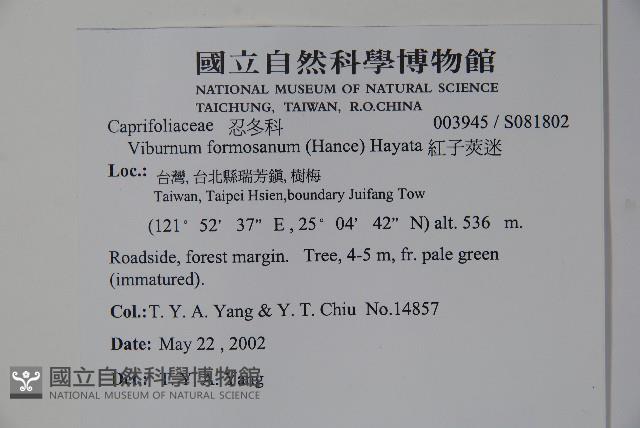 國立自然科學博物館
NATIONAL MUSEUM OF NATURAL SCIENCE
TAICHUNG, TAIWAN, R.O.CHINA
Caprifoliaceae 忍冬科 003945 / S081802
Viburnum formosanum (Hance) Hayata 紅子莢迷
Loc.: 台灣, 台北縣瑞芳鎮, 樹梅
Taiwan, Taipei Hsien,boundary Juifang Tow
(121° 52' 37" E , 25° 04' 42" N) alt. 536 m.
Roadside, forest margin. Tree, 4-5 m, fr. pale green
(immatured).
Col.:T. Y. A. Yang & Y. T. Chiu No.14857
Date: May 22 , 2002
Det.: T. Y. A. Yang
國立自然科學博物館
NATIONAL MUSEUM OF NATURAL SCIENCE